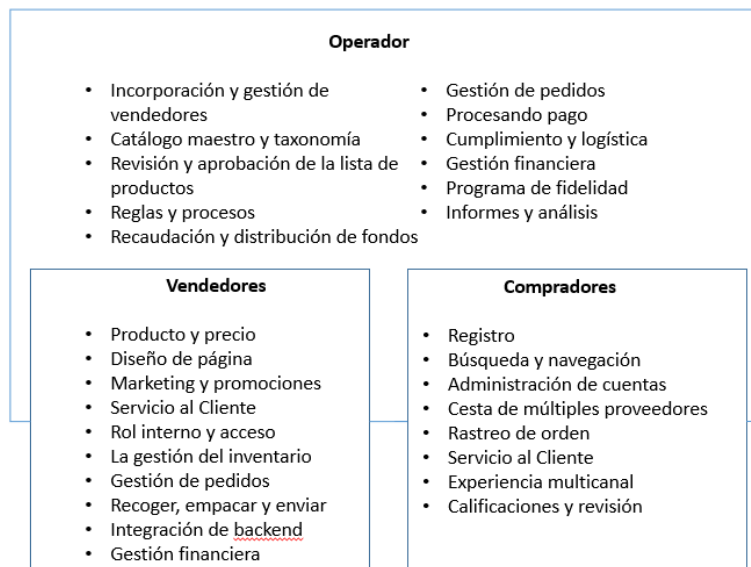 Operador
• Incorporación y gestión de
vendedores
• Catálogo maestro y taxonomía
• Revisión y aprobación de la lista de
productos
• Reglas y procesos
• Recaudación y distribución de fondos
• Gestión de pedidos
• Procesando pago
• Cumplimiento y logística
• Gestión financiera
• Programa de fidelidad
• Informes y análisis
Vendedores
• Producto y precio
• Diseño de página
• Marketing y promociones
• Servicio al Cliente
• Rol interno y acceso
• La gestión del inventario
• Gestión de pedidos
• Recoger, empacar y enviar
• Integración de backend
• Gestión financiera
Compradores
• Registro
• Búsqueda y navegación
• Administración de cuentas
• Cesta de múltiples proveedores
• Rastreo de orden
• Servicio al Cliente
• Experiencia multicanal
• Calificaciones y revisión